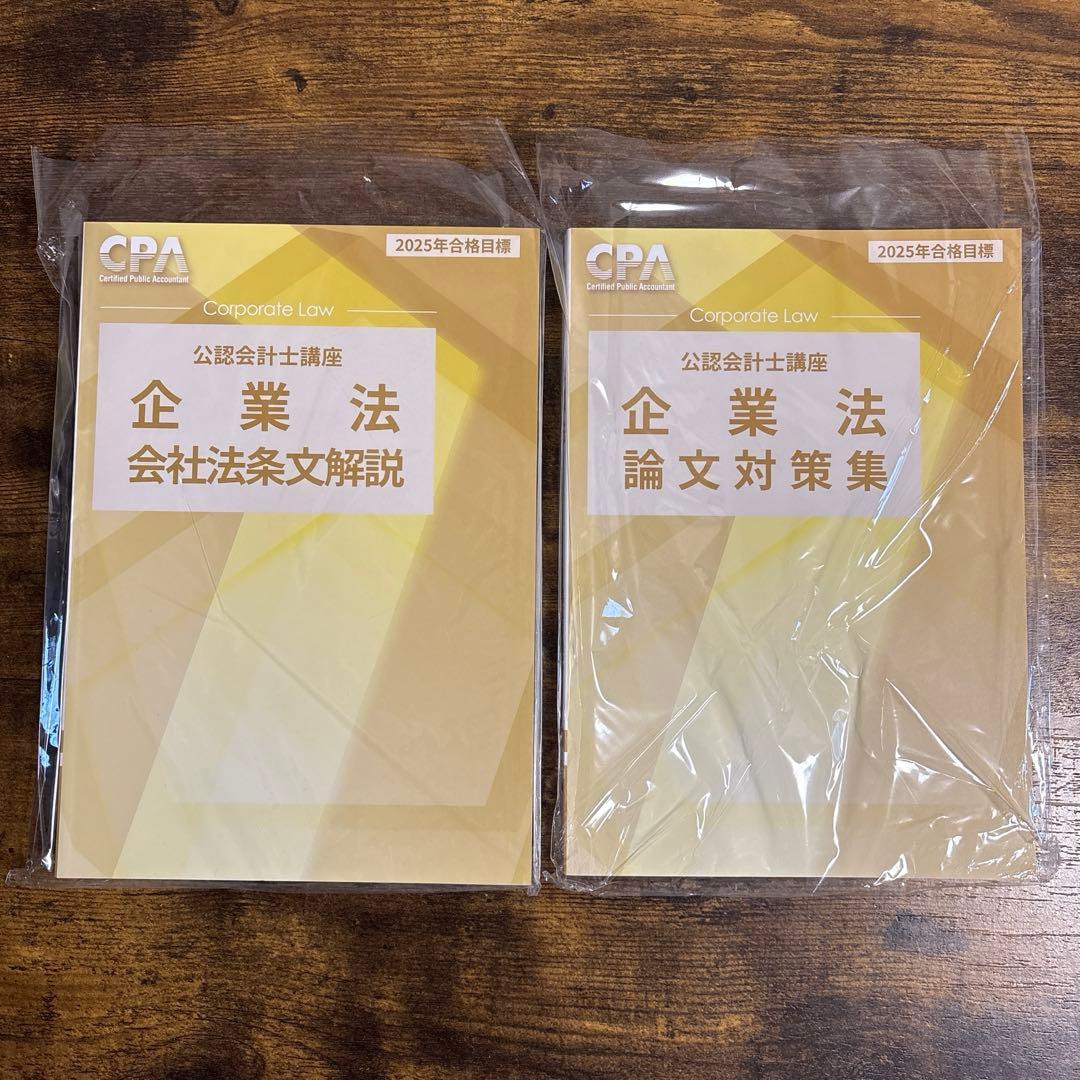 CPA
Certified Public Accountant
2025年合格目標
Corporate Law
公認会計士講座
企業法
会社法条文解説
CPA
Certified Public Accountant
2025年合格目標
Corporate Law
公認会計士講座
企業法
論文対策集